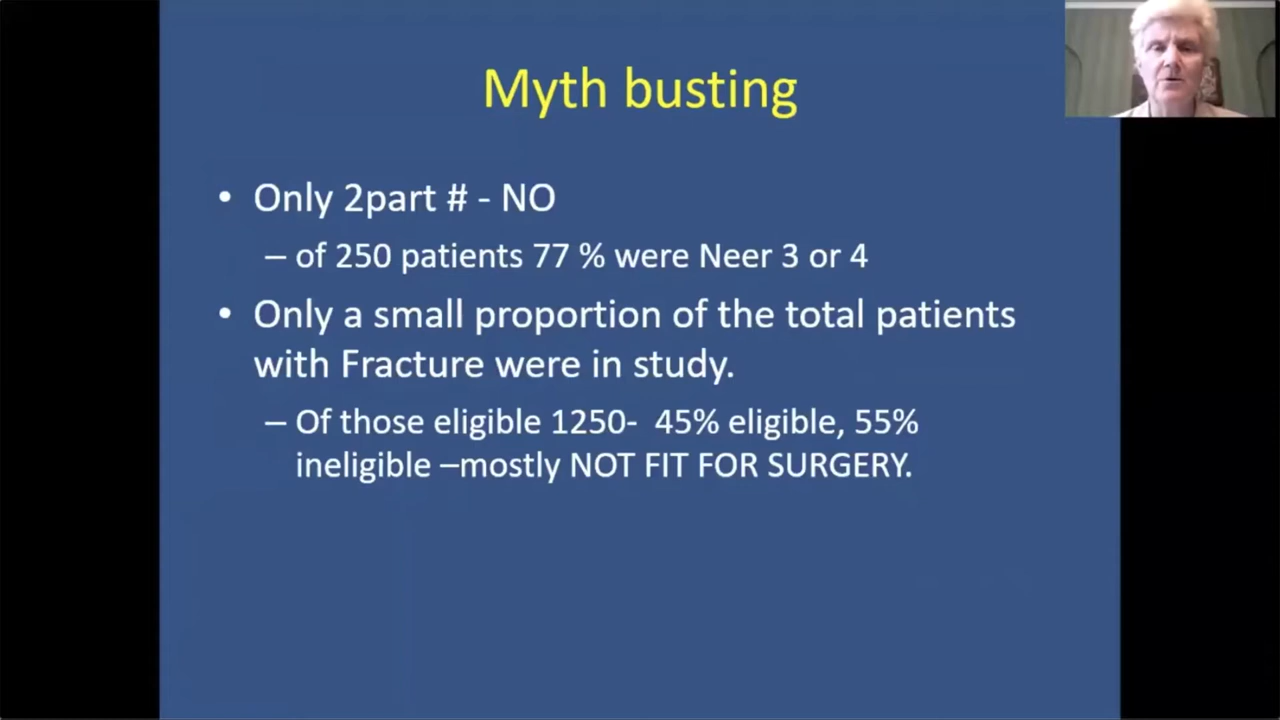 Myth busting
• Only 2part # - NO
– of 250 patients 77 % were Neer 3 or 4
• Only a small proportion of the total patients
with Fracture were in study.
– Of those eligible 1250-  45% eligible, 55%
ineligible –mostly NOT FIT FOR SURGERY.